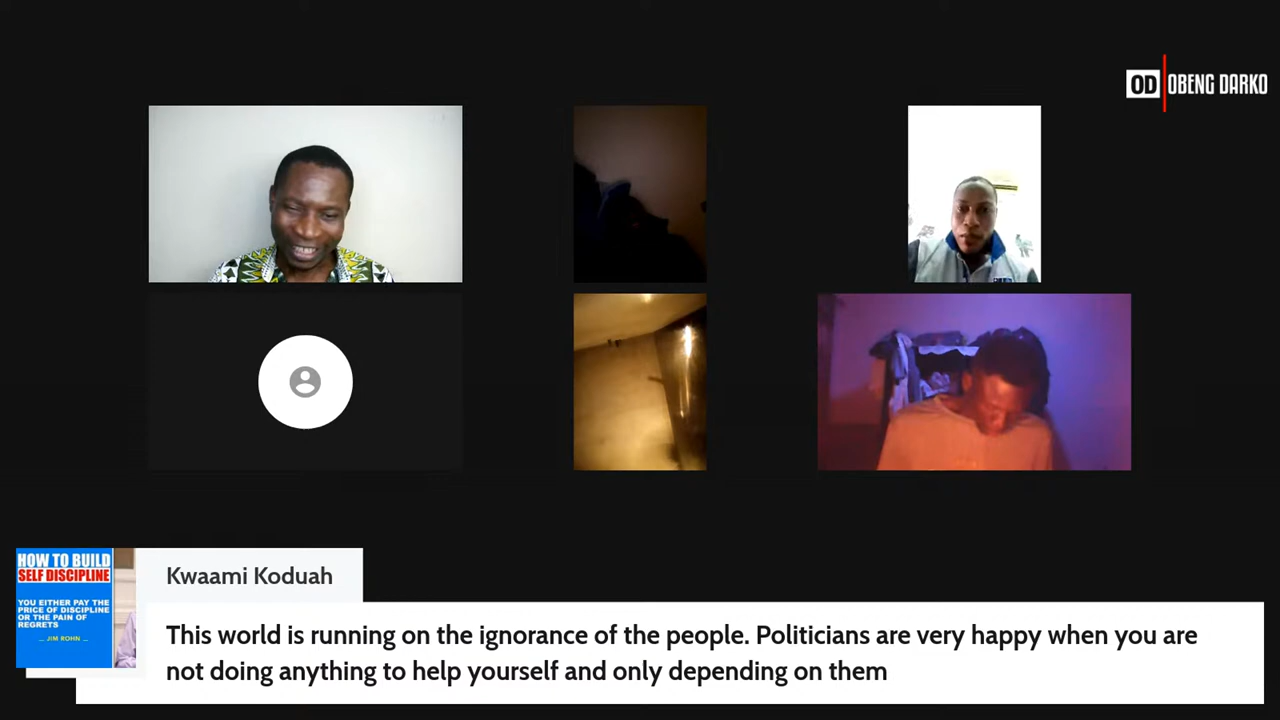 OD OBENG DARKO
HOW TO BUILD
SELF DISCIPLINE
YOU EITHER PAY THE
PRICE OF DISCIPLINE
OR THE PAIN OF
REGRETS
... JIM ROHN ...
Kwaami Koduah
This world is running on the ignorance of the people. Politicians are very happy when you are
not doing anything to help yourself and only depending on them